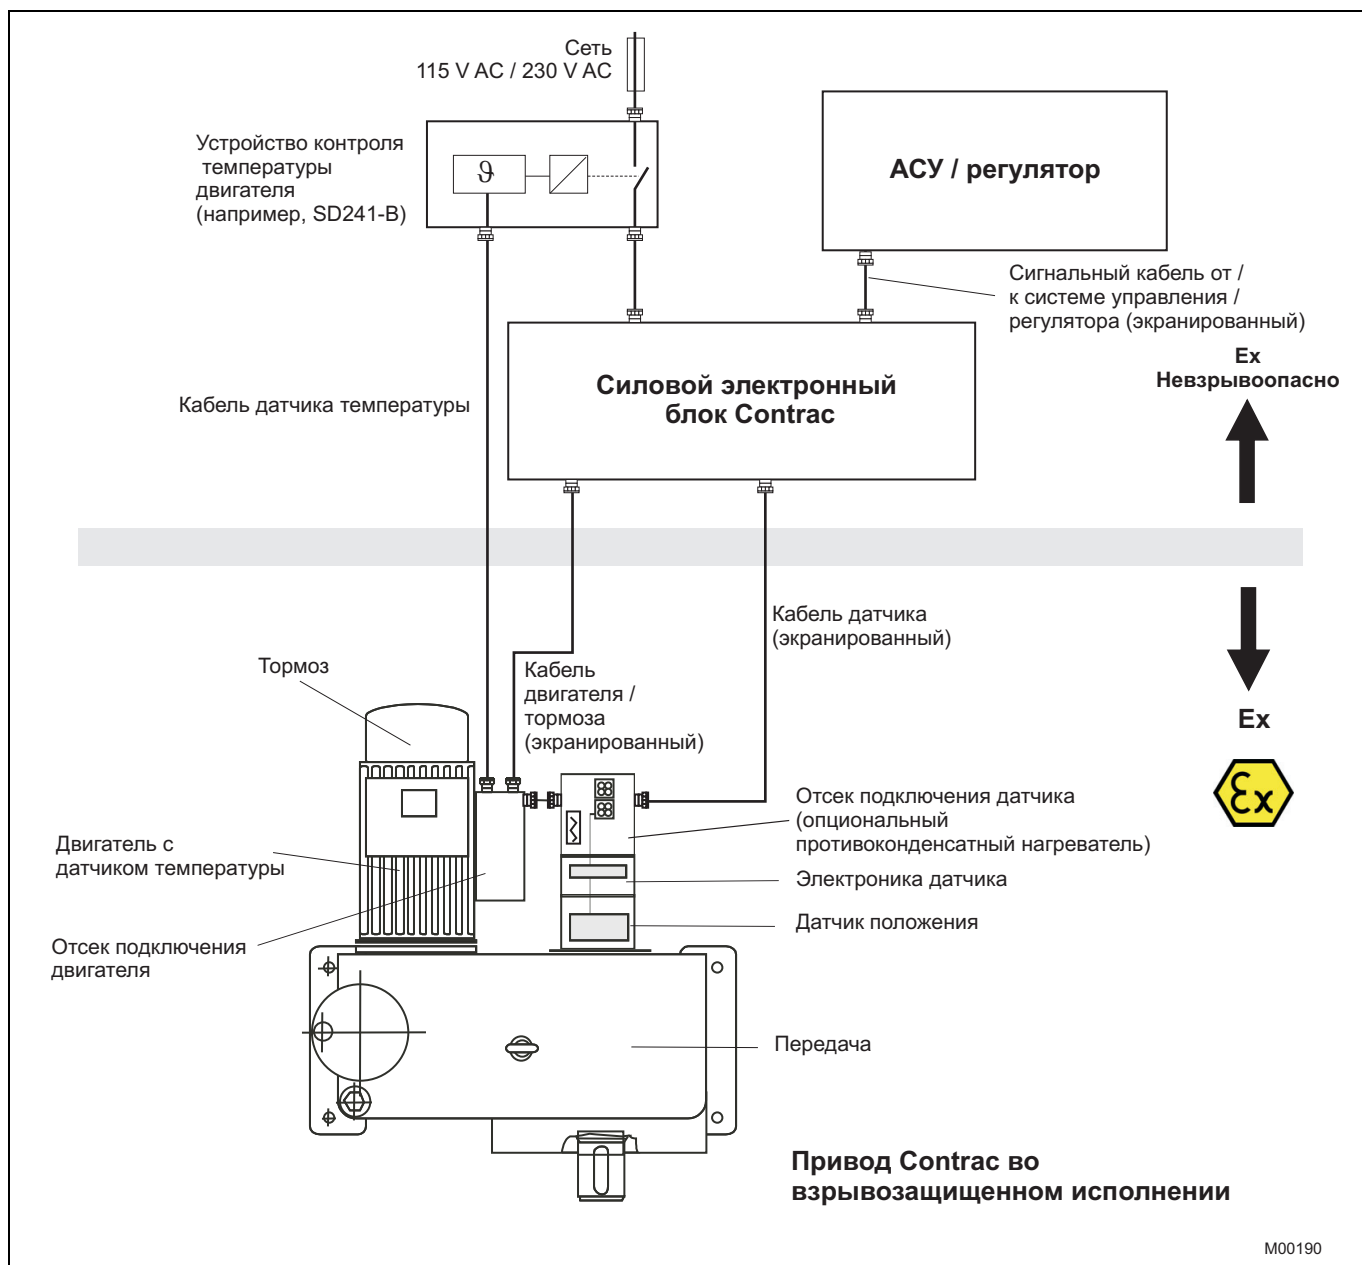 Сеть
115 V AC / 230 V AC
Устройство контроля
температуры
двигателя
(например, SD241-B)
ϑ
АСУ / регулятор
Сигнальный кабель от /
к системе управления /
регулятора (экранированный)
Ex
Невзрывоопасно
Силовой электронный
блок Contrac
Кабель датчика температуры
Кабель датчика
(экранированный)
Тормоз
Кабель
двигателя /
тормоза
(экранированный)
Ex
Ex
Отсек подключения датчика
(опциональный
противоконденсатный нагреватель)
Двигатель с
датчиком температуры
Электроника датчика
Датчик положения
Отсек подключения
двигателя
Передача
Привод Contrac во
взрывозащищенном исполнении
M00190